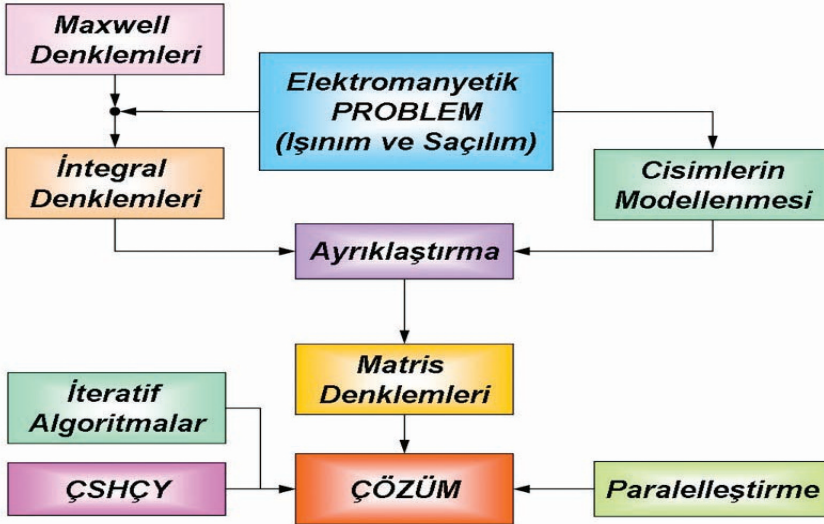 Maxwell
Denklemleri
Elektromanyetik
PROBLEM
(Işınım ve Saçılım)
İntegral
Denklemleri
Cisimlerin
Modellenmesi
Ayrıklaştırma
Matris
Denklemleri
İteratif
Algoritmalar
ÇSHÇY
ÇÖZÜM
Paralelleştirme